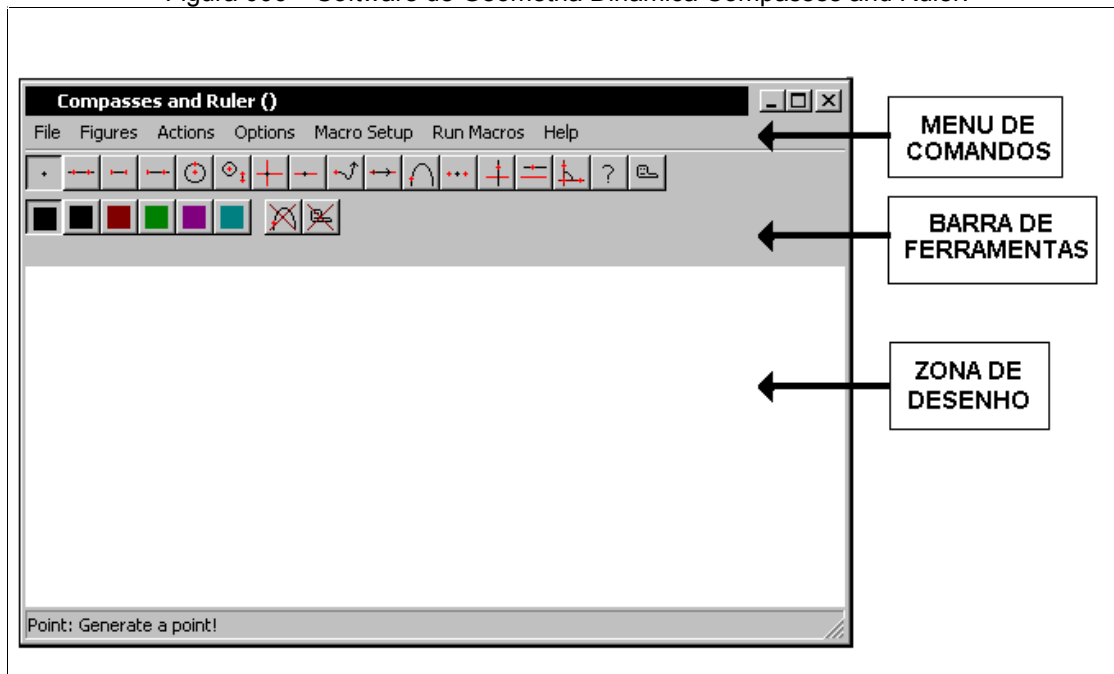 Compasses and Ruler ()
File Figures Actions Options Macro Setup Run Macros Help
?
MENU DE
COMANDOS
BARRA DE
FERRAMENTAS
ZONA DE
DESENHO
Point: Generate a point!